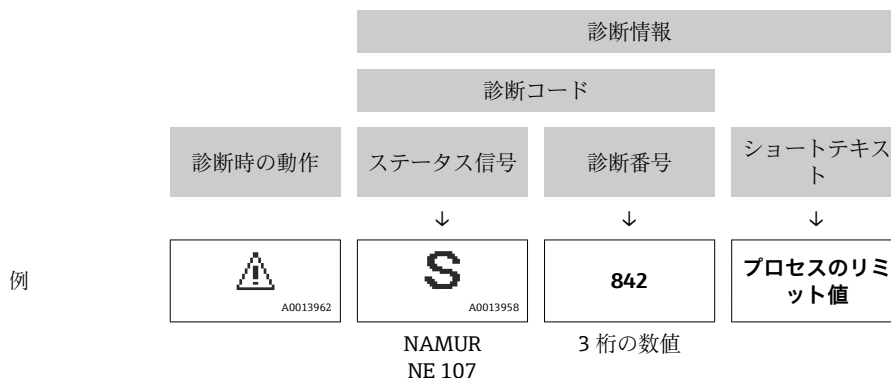 診断情報
診断コード
診断時の動作
ステータス信号
診断番号
ショートテキス
ト
↓ ↓ ↓
例
A0013962
S
A0013958
842
プロセスのリミ
ット値
NAMUR
NE 107
3 桁の数値